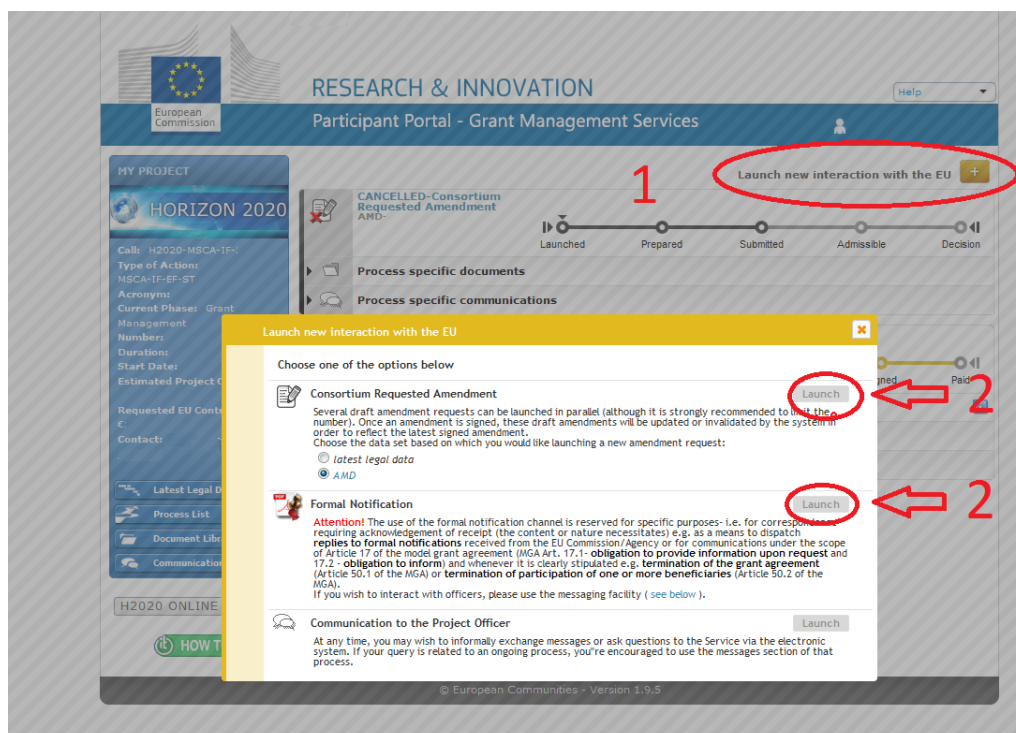 RESEARCH & INNOVATION
Help
European
Commission
Participant Portal - Grant Management Services
MY PROJECT
HORIZON 2020
Call: H2020-MSCA-IF-
Type of Action:
MSCA-IF-EF-ST
Acronym:
Current Phase: Grant
Management
Number:
Duration:
Start Date:
Estimated Project
Requested EU
€
Contact:
Latest Legal D
Process List
Document Lib
Communication
H2020 ONLINE
HOW T
1
Launch new interaction with the EU +
CANCELLED-Consortium
Requested Amendment
AMD-
Launched Prepared Submitted Admissible Decision
Process specific documents
Process specific communications
gned Paid
Launch new interaction with the EU
Choose one of the options below
Consortium Requested Amendment Launch
2
Several draft amendment requests can be launched in parallel (although it is strongly recommended to limit the
number). Once an amendment is signed, these draft amendments will be updated or invalidated by the system in
order to reflect the latest signed amendment.
Choose the data set based on which you would like launching a new amendment request:
latest legal data
AMD
Formal Notification Launch
2
Attention! The use of the formal notification channel is reserved for specific purposes- i.e. for correspondence
requiring acknowledgement of receipt (the content or nature necessitates) e.g. as a means to dispatch
replies to formal notifications received from the EU Commission/Agency or for communications under the scope
of Article 17 of the model grant agreement (MGA Art. 17.1- obligation to provide information upon request and
17.2 - obligation to inform) and whenever it is clearly stipulated e.g. termination of the grant agreement
(Article 50.1 of the MGA) or termination of participation of one or more beneficiaries (Article 50.2 of the
MGA).
If you wish to interact with officers, please use the messaging facility ( see below ).
Communication to the Project Officer Launch
At any time, you may wish to informally exchange messages or ask questions to the Service via the electronic
system. If your query is related to an ongoing process, you"re encouraged to use the messages section of that
process.
© European Communities - Version 1.9.5